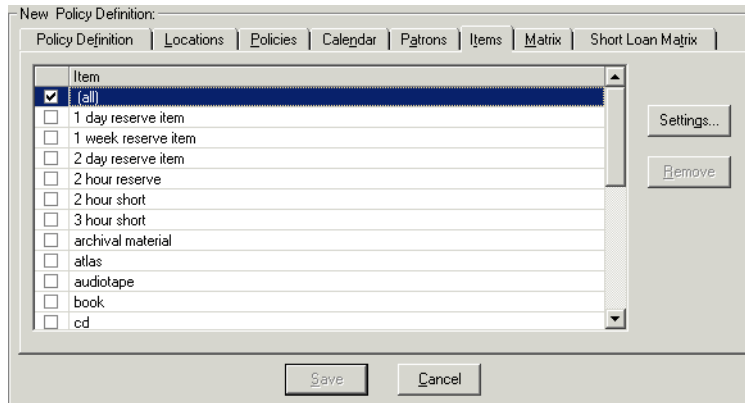 New Policy Definition:
Policy Definition Locations Policies Calendar Patrons Items Matrix Short Loan Matrix
Item
(all)
1 day reserve item
1 week reserve item
2 day reserve item
2 hour reserve
2 hour short
3 hour short
archival material
atlas
audiotape
book
cd
Settings...
Remove
Save Cancel